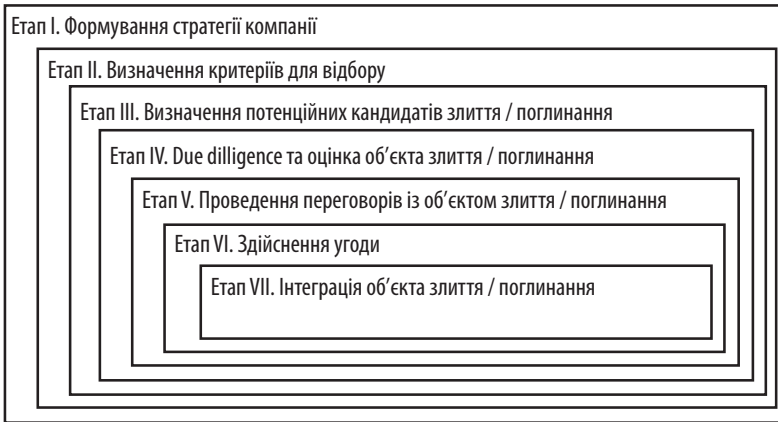 Етап I. Формування стратегії компанії
Етап II. Визначення критеріїв для відбору
Етап III. Визначення потенційних кандидатів злиття / поглинання
Етап IV. Due dilligence та оцінка об’єкта злиття / поглинання
Етап V. Проведення переговорів із об’єктом злиття / поглинання
Етап VI. Здійснення угоди
Етап VII. Інтеграція об’єкта злиття / поглинання